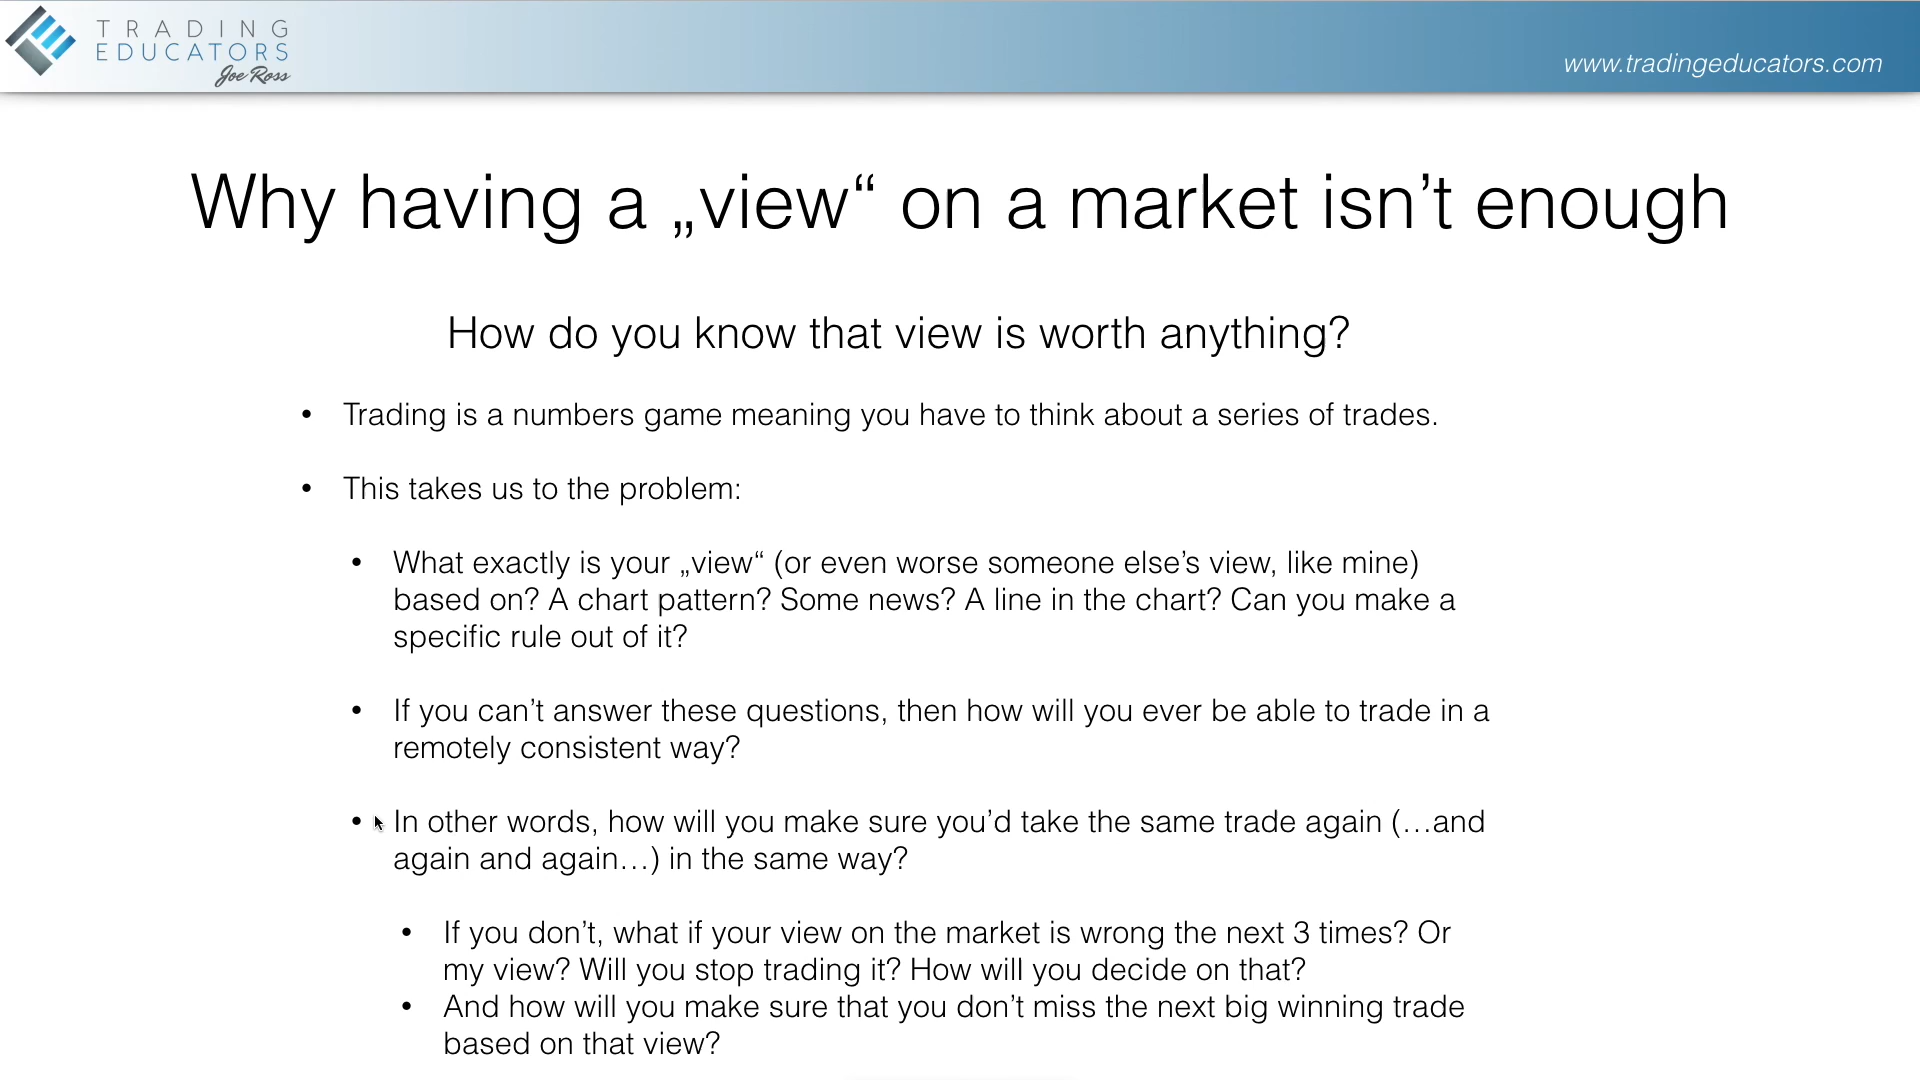 TRADING
EDUCATORS
Joe Ross
www.tradingeducators.com
Why having a „view“ on a market isn’t enough
How do you know that view is worth anything?
• Trading is a numbers game meaning you have to think about a series of trades.
• This takes us to the problem:
• What exactly is your „view“ (or even worse someone else’s view, like mine)
based on? A chart pattern? Some news? A line in the chart? Can you make a
specific rule out of it?
• If you can’t answer these questions, then how will you ever be able to trade in a
remotely consistent way?
• In other words, how will you make sure you’d take the same trade again (…and
again and again…) in the same way?
• If you don’t, what if your view on the market is wrong the next 3 times? Or
my view? Will you stop trading it? How will you decide on that?
• And how will you make sure that you don’t miss the next big winning trade
based on that view?